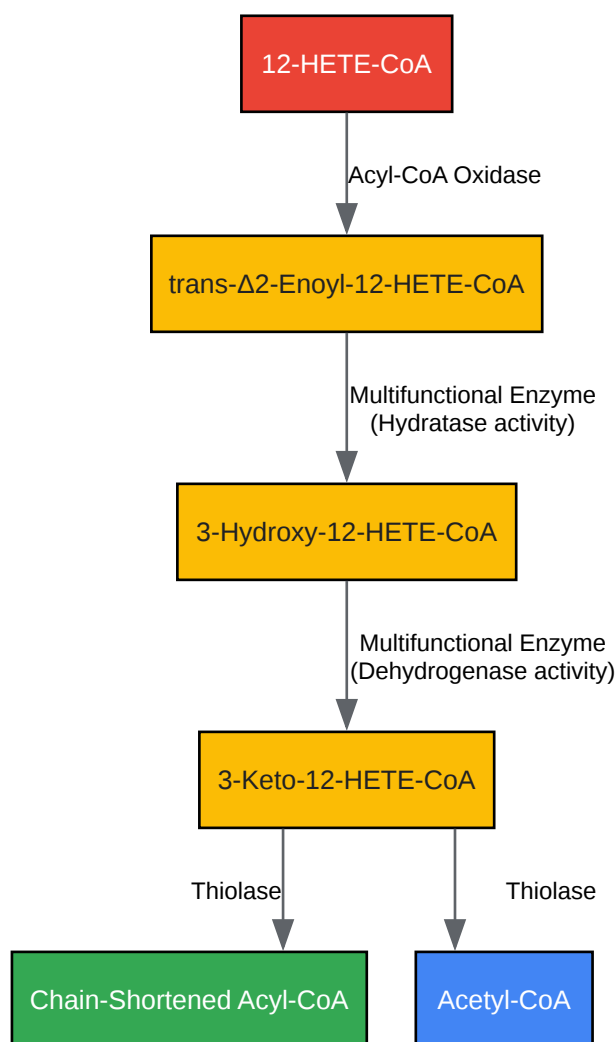 12-HETE-CoA
Acyl-CoA Oxidase
trans-Δ2-Enoyl-12-HETE-CoA
Multifunctional Enzyme
(Hydratase activity)
3-Hydroxy-12-HETE-CoA
Multifunctional Enzyme
(Dehydrogenase activity)
3-Keto-12-HETE-CoA
Thiolase
Thiolase
Chain-Shortened Acyl-CoA
Acetyl-CoA